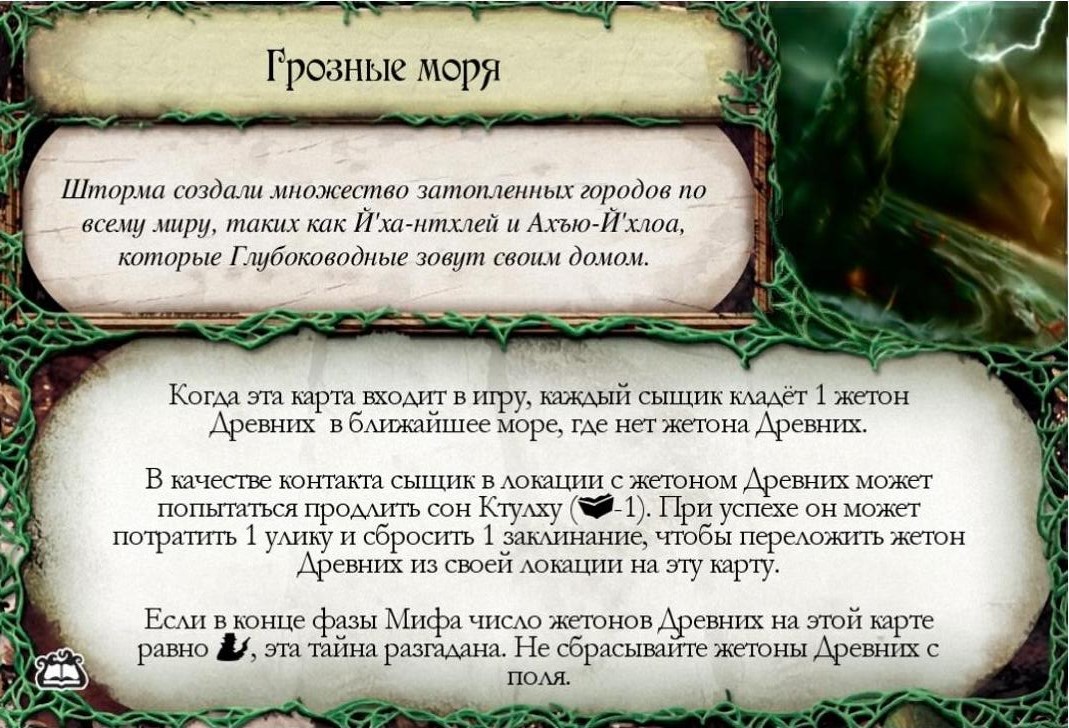 Грозные моря
Шторма создали множество затопленных городов по
всему миру, таких как Й'ха-нтхлей и Ахъю-Й'хлоа,
которые Глубоководные зовут своим домом.
Когда эта карта входит в игру, каждый сыщик кладёт 1 жетон
Древних в ближайшее море, где нет жетона Древних.
В качестве контакта сыщик в локации с жетоном Древних может
попытаться продлить сон Ктулху (-1). При успехе он может
потратить 1 улику и сбросить 1 заклинание, чтобы переложить жетон
Древних из своей локации на эту карту.
Если в конце фазы Мифа число жетонов Древних на этой карте
равно , эта тайна разгадана. Не сбрасывайте жетоны Древних с
поля.